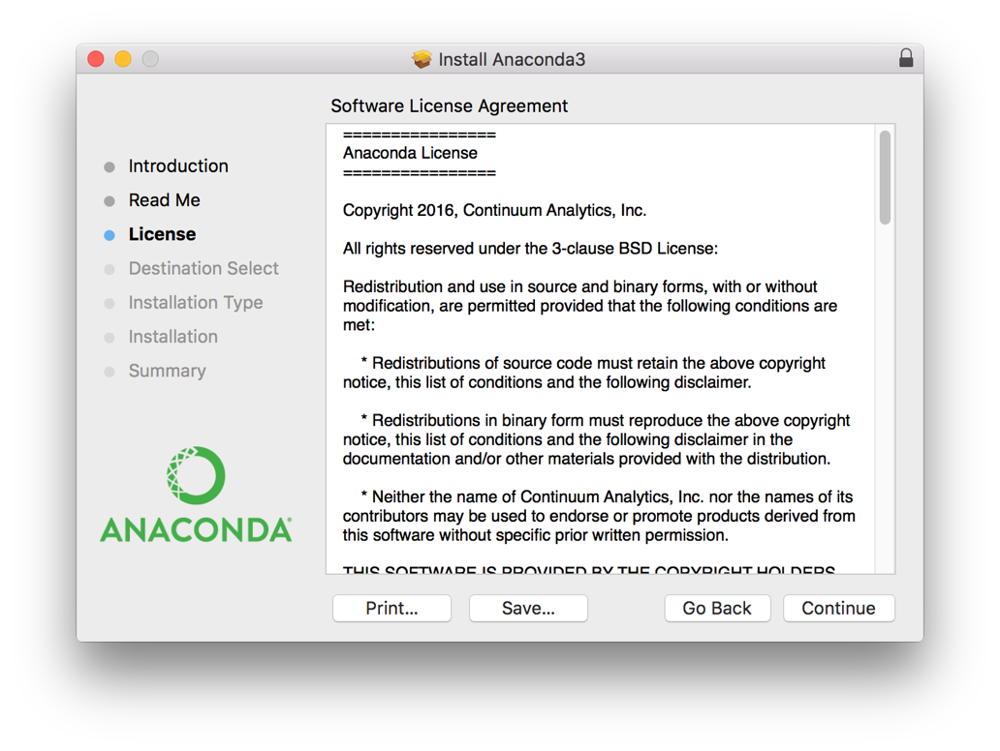 Install Anaconda3
Software License Agreement
Introduction
Read Me
License
Destination Select
Installation Type
Installation
Summary
ANACONDA®
================
Anaconda License
================
Copyright 2016, Continuum Analytics, Inc.
All rights reserved under the 3-clause BSD License:
Redistribution and use in source and binary forms, with or without
modification, are permitted provided that the following conditions are
met:
* Redistributions of source code must retain the above copyright
notice, this list of conditions and the following disclaimer.
* Redistributions in binary form must reproduce the above copyright
notice, this list of conditions and the following disclaimer in the
documentation and/or other materials provided with the distribution.
* Neither the name of Continuum Analytics, Inc. nor the names of its
contributors may be used to endorse or promote products derived from
this software without specific prior written permission.
THIS SOFTWARE IS PROVIDED BY THE COPYRIGHT HOLDERS
Print...
Save...
Go Back
Continue